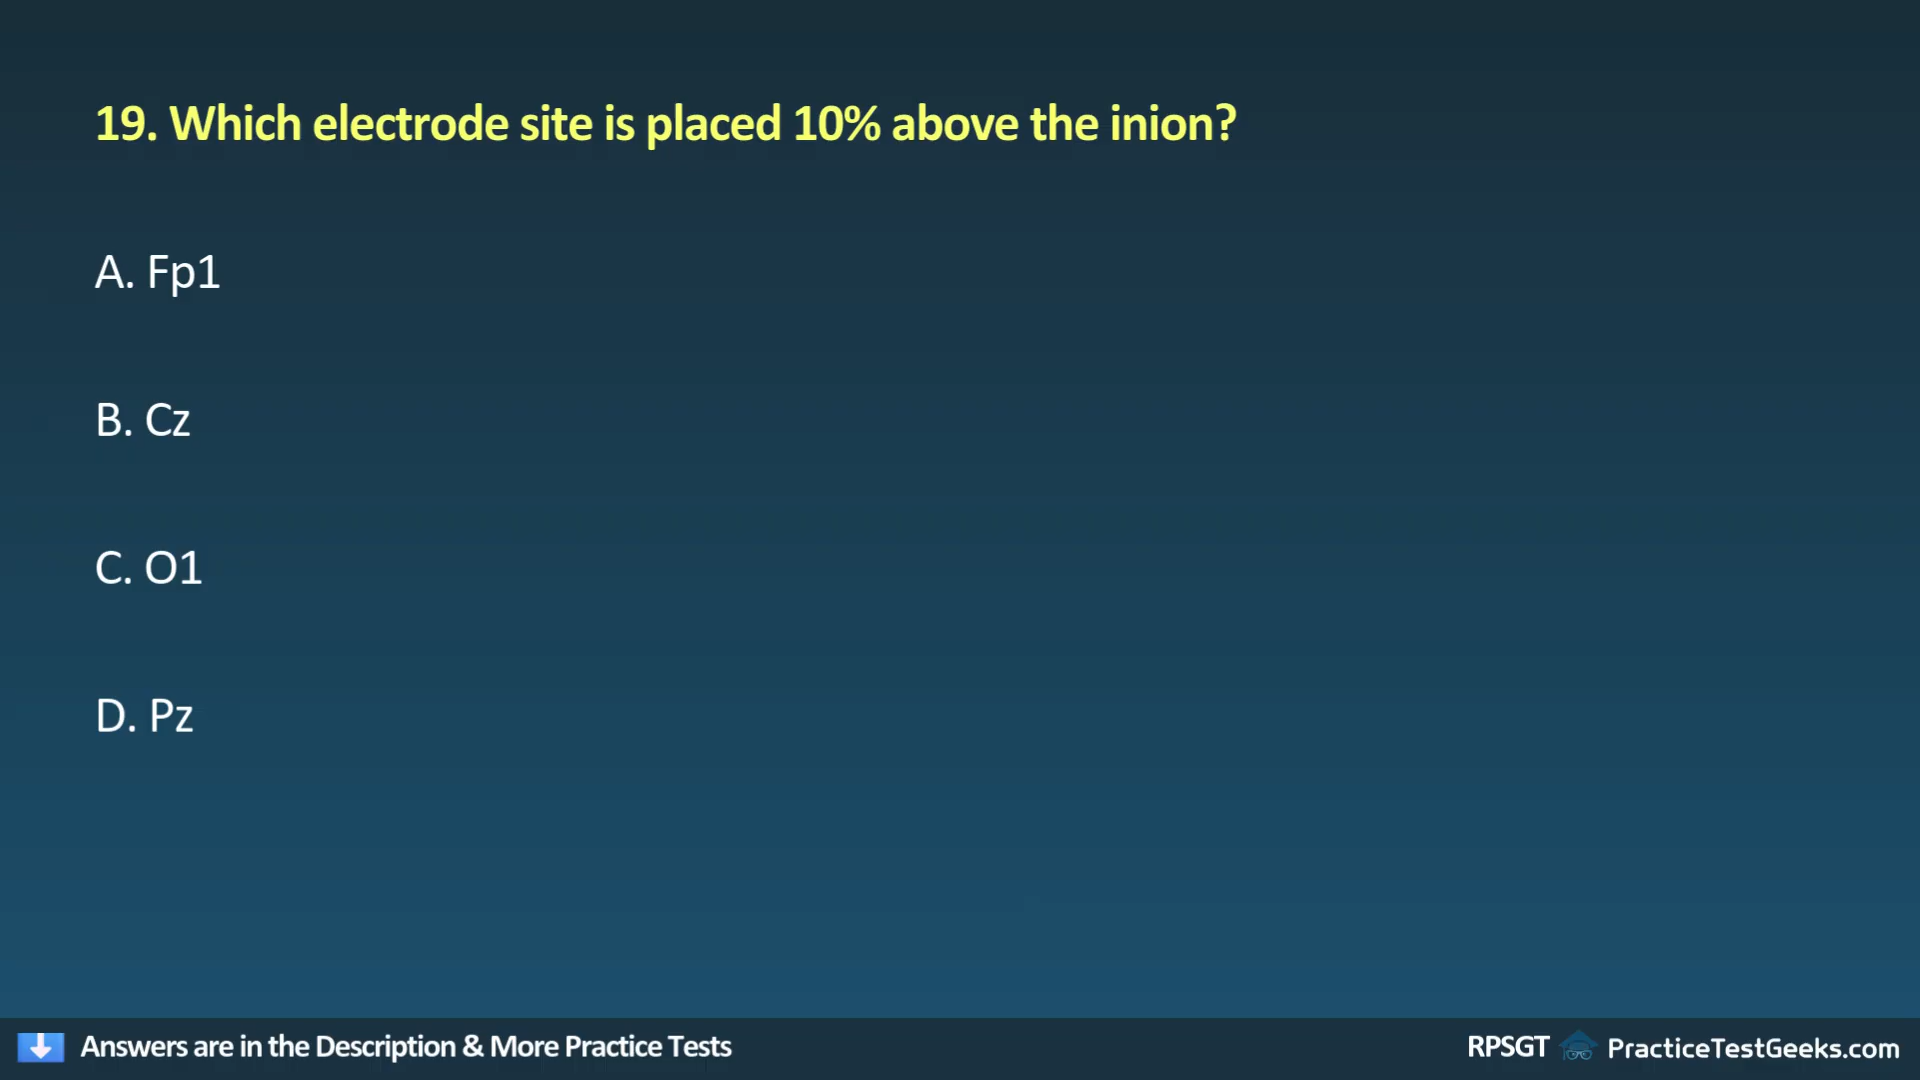 19. Which electrode site is placed 10% above the inion?
A. Fp1
B. Cz
C. O1
D. Pz
Answers are in the Description & More Practice Tests
RPSGT PracticeTestGeeks.com